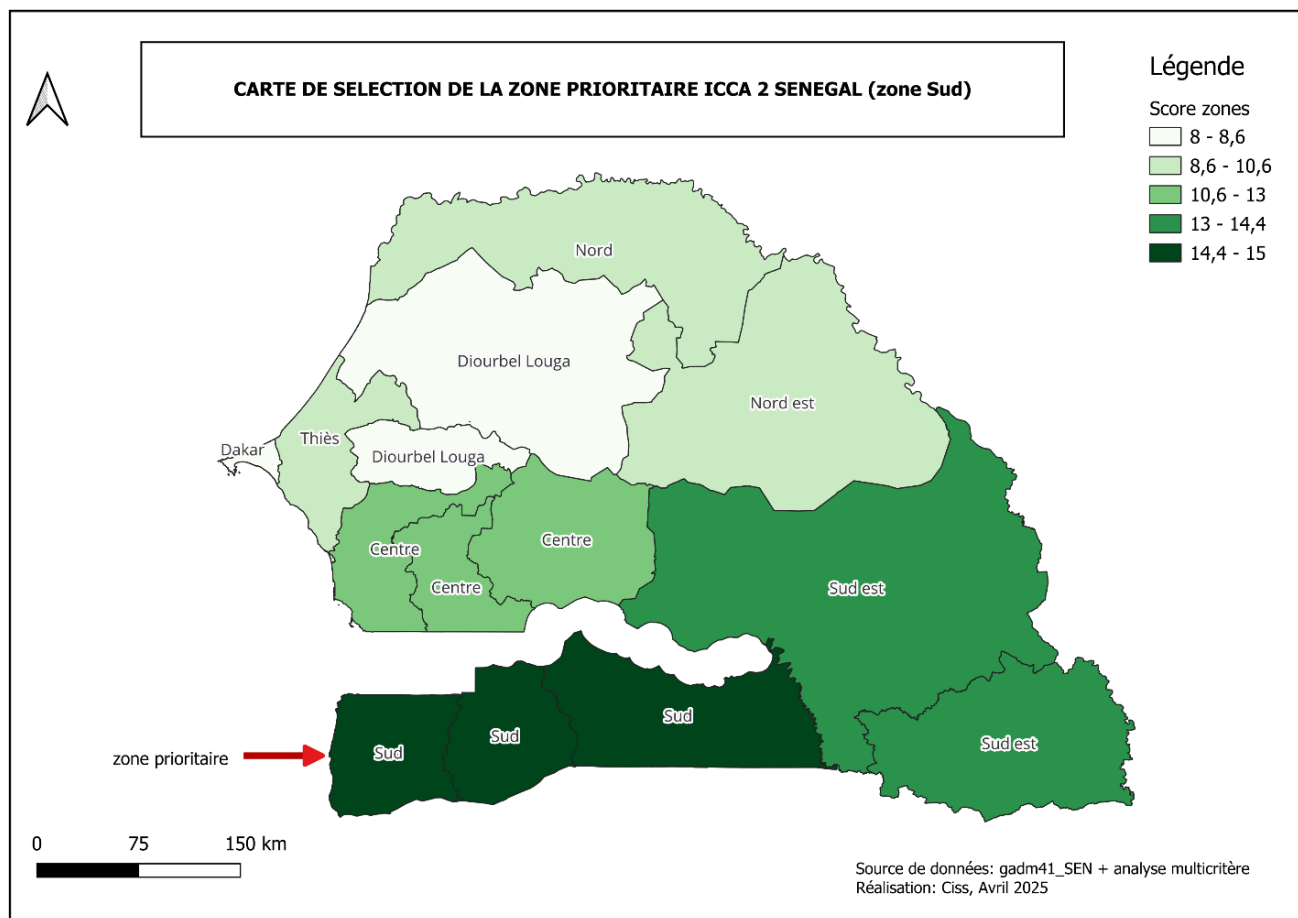 CARTE DE SELECTION DE LA ZONE PRIORITAIRE ICCA 2 SENEGAL (zone Sud)
Légende
Score zones
8 - 8,6
8,6 - 10,6
10,6 - 13
13 - 14,4
14,4 - 15
Nord
Diourbel Louga
Nord est
Thiès
Dakar
Diourbel Louga
Centre
Centre
Centre
Sud est
Sud
Sud
Sud
Sud est
zone prioritaire
0 75 150 km
Source de données: gadm41_SEN + analyse multicritère
Réalisation: Ciss, Avril 2025